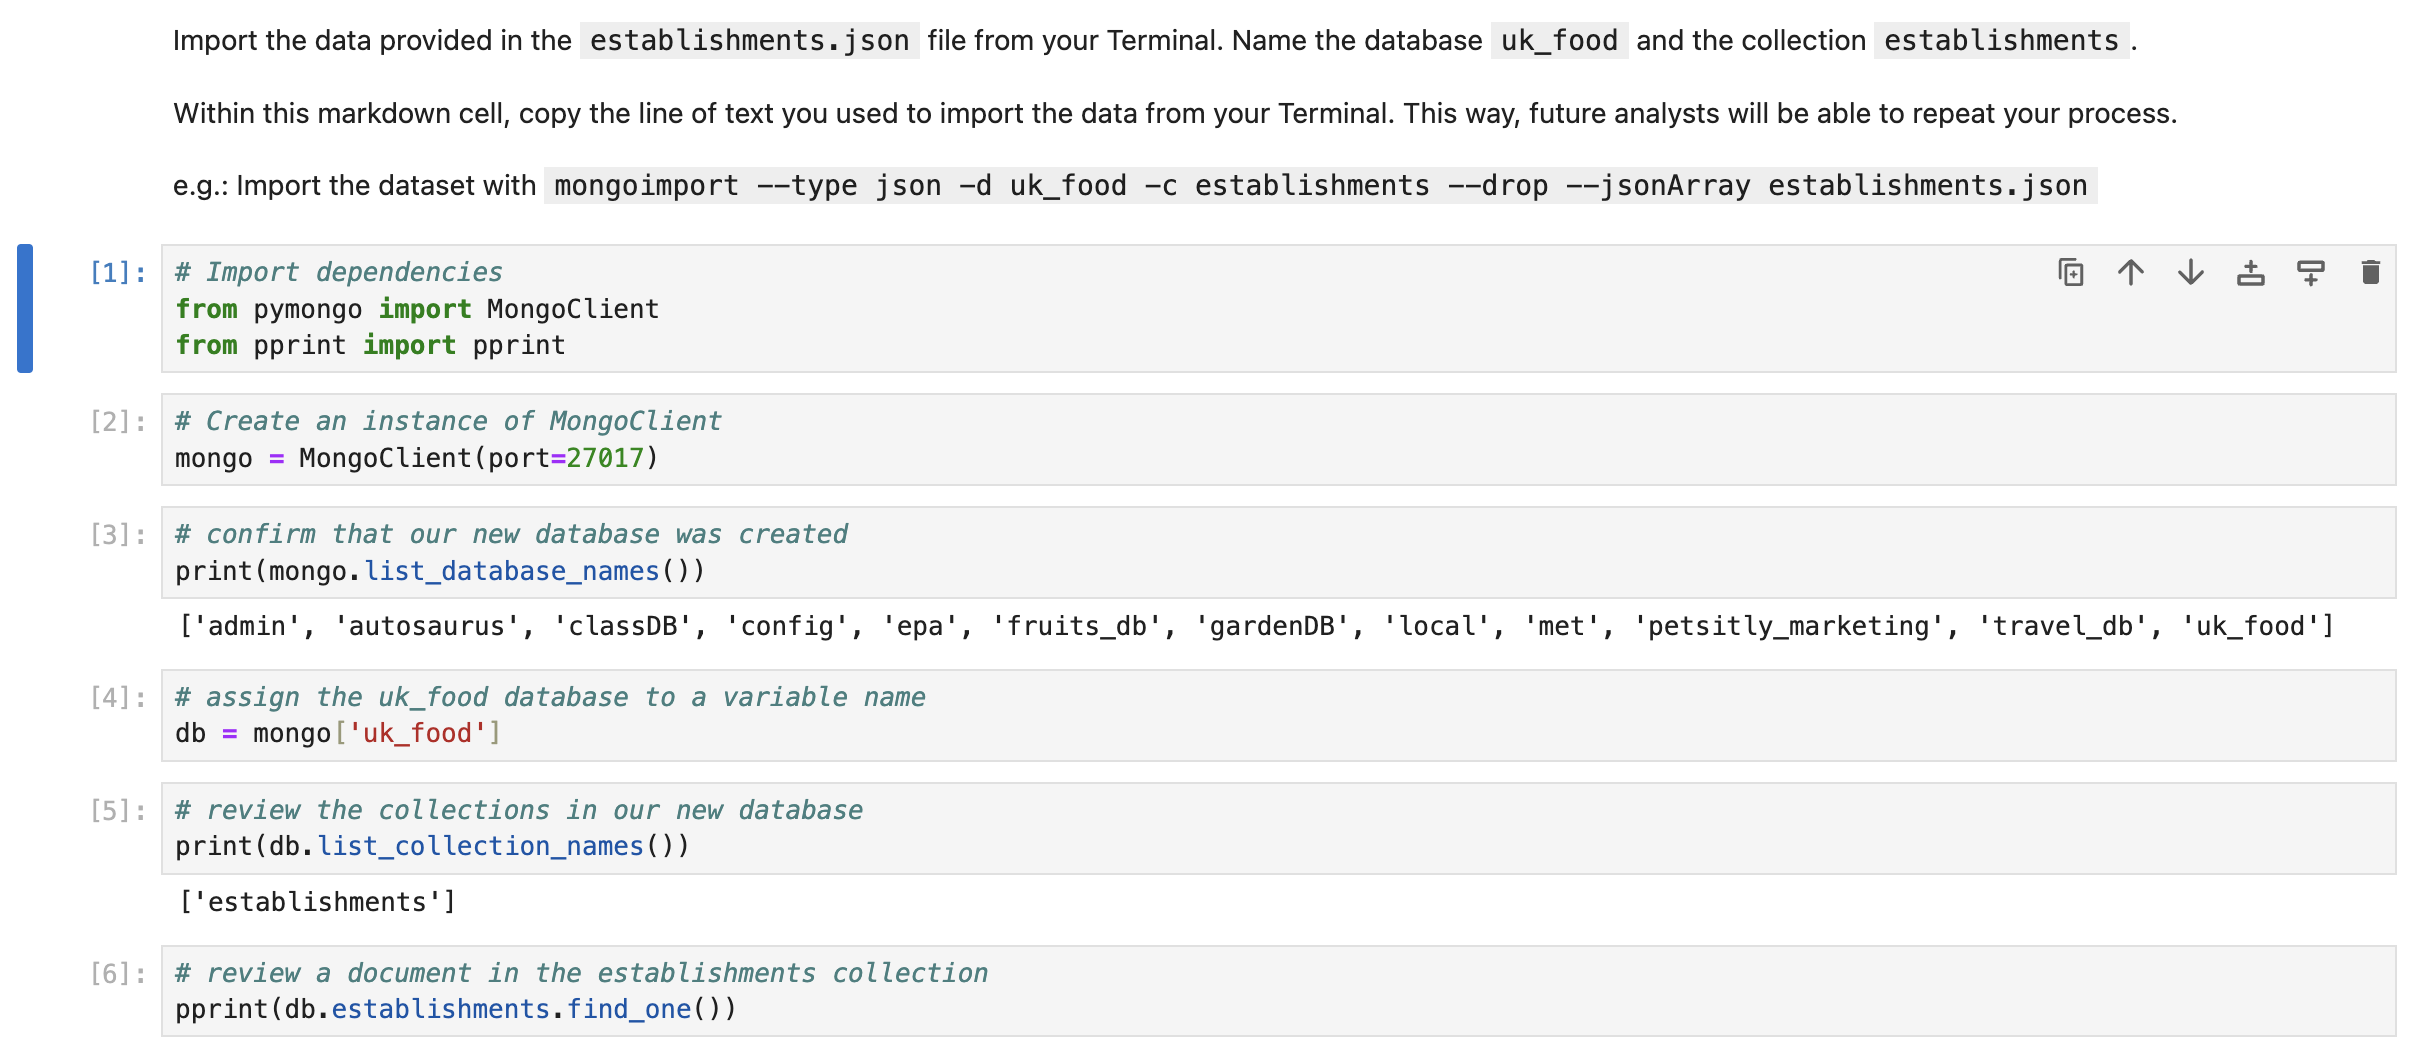 Import the data provided in the establishments.json file from your Terminal. Name the database uk_food and the collection establishments .
Within this markdown cell, copy the line of text you used to import the data from your Terminal. This way, future analysts will be able to repeat your process.
e.g.: Import the dataset with mongoimport --type json -d uk_food -c establishments --drop --jsonArray establishments.json
[1]: # Import dependencies
from pymongo import MongoClient
from pprint import pprint
[2]: # Create an instance of MongoClient
mongo = MongoClient(port=27017)
[3]: # confirm that our new database was created
print(mongo.list_database_names())
['admin', 'autosaurus', 'classDB', 'config', 'epa', 'fruits_db', 'gardenDB', 'local', 'met', 'petsitly_marketing', 'travel_db', 'uk_food']
[4]: # assign the uk_food database to a variable name
db = mongo['uk_food']
[5]: # review the collections in our new database
print(db.list_collection_names())
['establishments']
[6]: # review a document in the establishments collection
pprint(db.establishments.find_one())